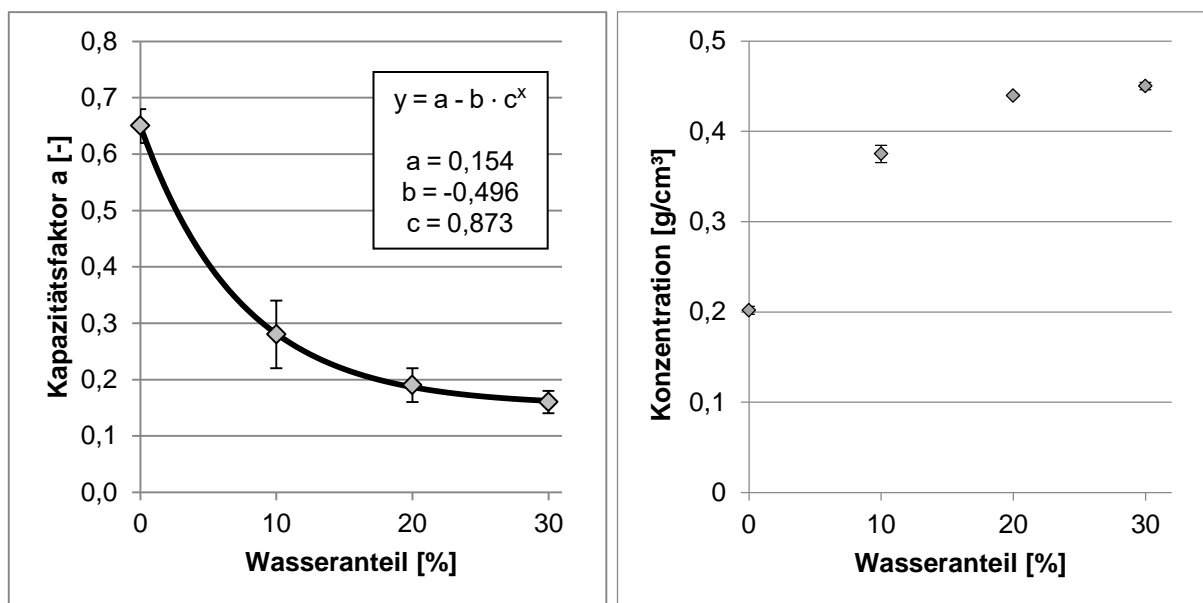 0,8
0,7
0,6
0,5
0,4
0,3
0,2
0,1
0,0
0 10 20 30
Kapazitätsfaktor a [-]
Wasseranteil [%]
y = a - b · cˣ
a = 0,154
b = -0,496
c = 0,873
0,5
0,4
0,3
0,2
0,1
0
0 10 20 30
Konzentration [g/cm³]
Wasseranteil [%]